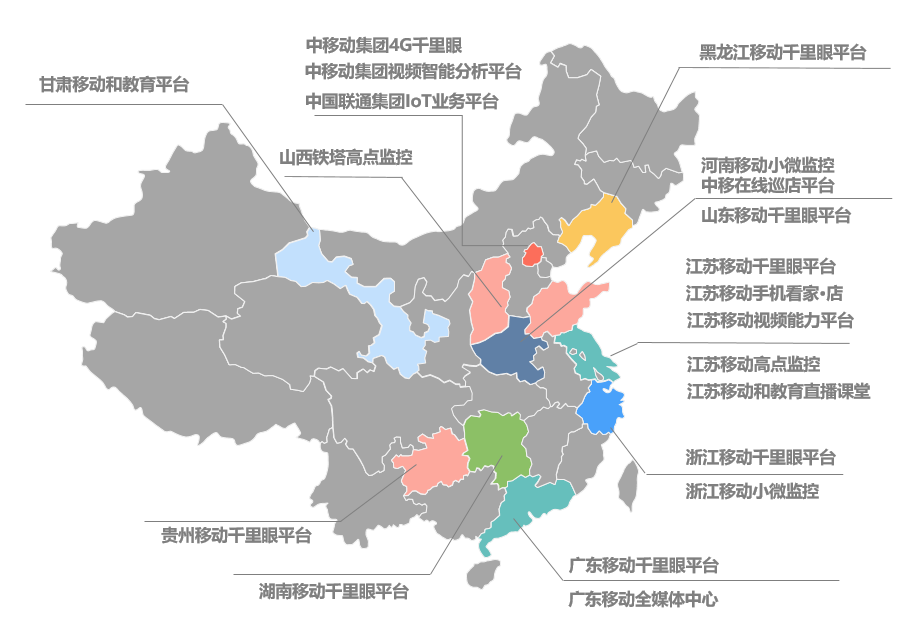 中移动集团4G千里眼
中移动集团视频智能分析平台
中国联通集团IoT业务平台
黑龙江移动千里眼平台
甘肃移动和教育平台
山西铁塔高点监控
河南移动小微监控
中移在线巡店平台
山东移动千里眼平台
江苏移动千里眼平台
江苏移动手机看家·店
江苏移动视频能力平台
江苏移动高点监控
江苏移动和教育直播课堂
浙江移动千里眼平台
浙江移动小微监控
贵州移动千里眼平台
湖南移动千里眼平台
广东移动千里眼平台
广东移动全媒体中心